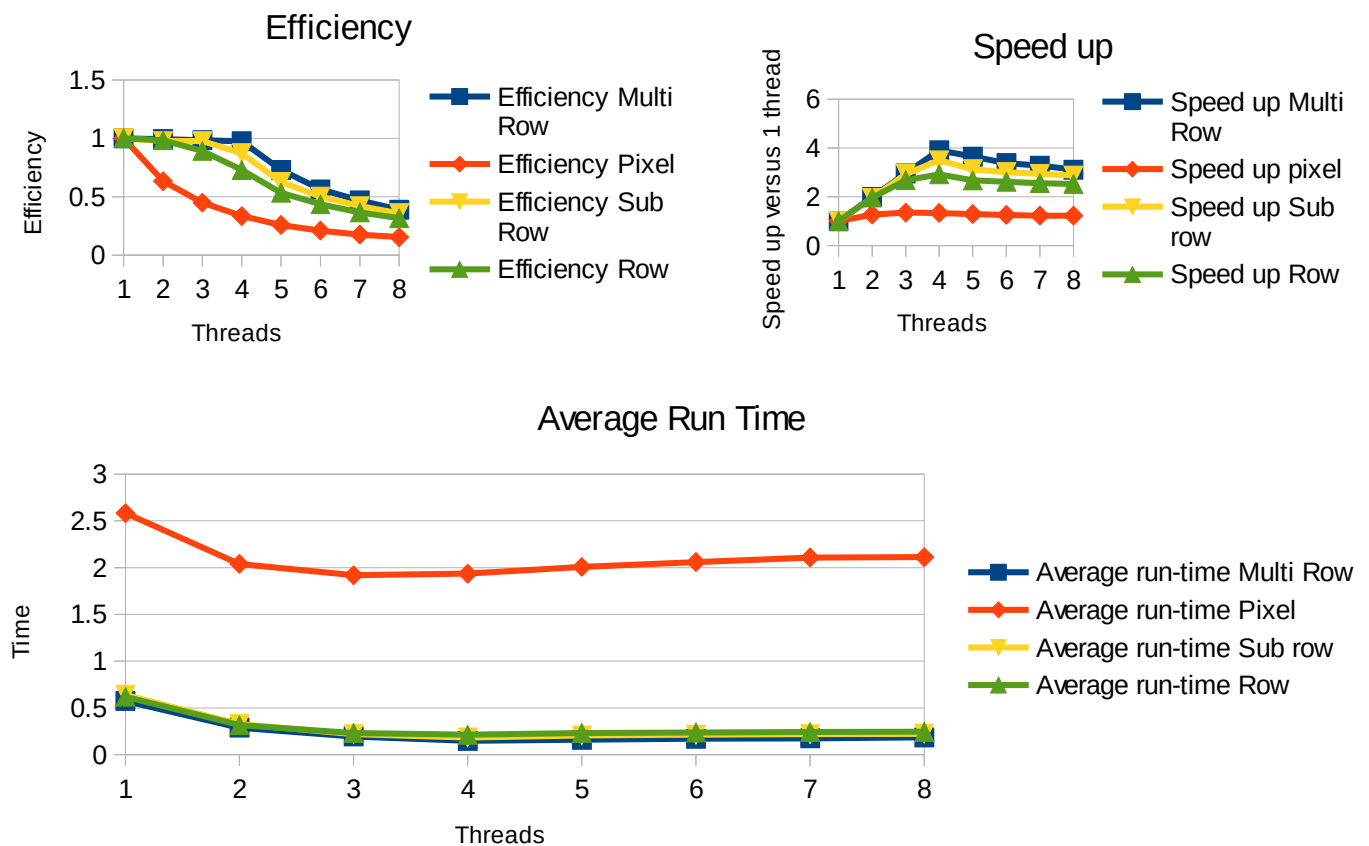 Efficiency
1.5
1
0.5
0
Efficiency
1 2 3 4 5 6 7 8
Threads
Efficiency Multi
Row
Efficiency Pixel
Efficiency Sub
Row
Efficiency Row
Speed up
6
4
2
0
Speed up versus 1 thread
1 2 3 4 5 6 7 8
Threads
Speed up Multi
Row
Speed up pixel
Speed up Sub
row
Speed up Row
Average Run Time
3
2.5
2
1.5
1
0.5
0
Time
1 2 3 4 5 6 7 8
Threads
Average run-time Multi Row
Average run-time Pixel
Average run-time Sub row
Average run-time Row